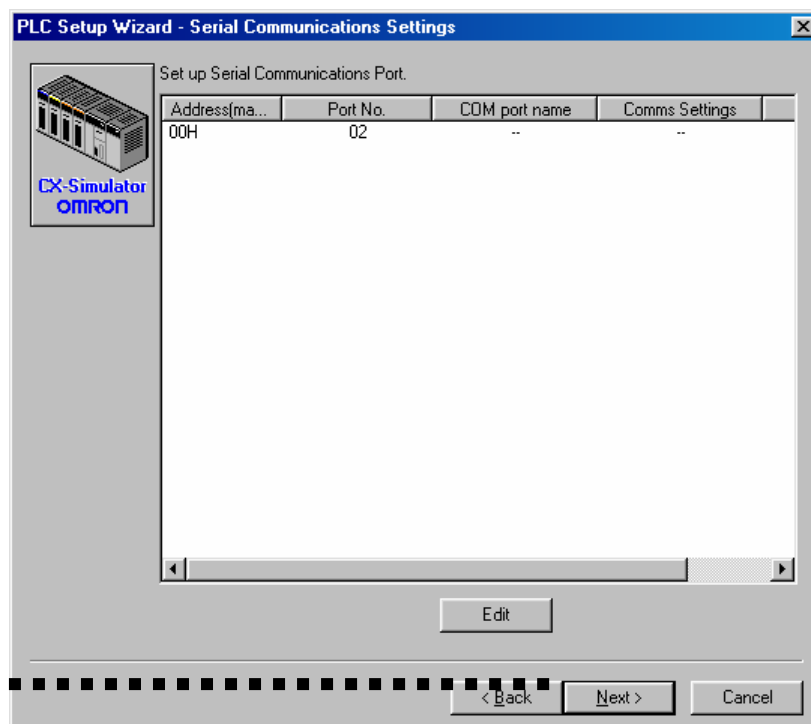 PLC Setup Wizard - Serial Communications Settings
Set up Serial Communications Port.
Address(ma... Port No. COM port name Comms Settings
00H 02 -- --
CX-Simulator
OMRON
Edit
< Back Next > Cancel